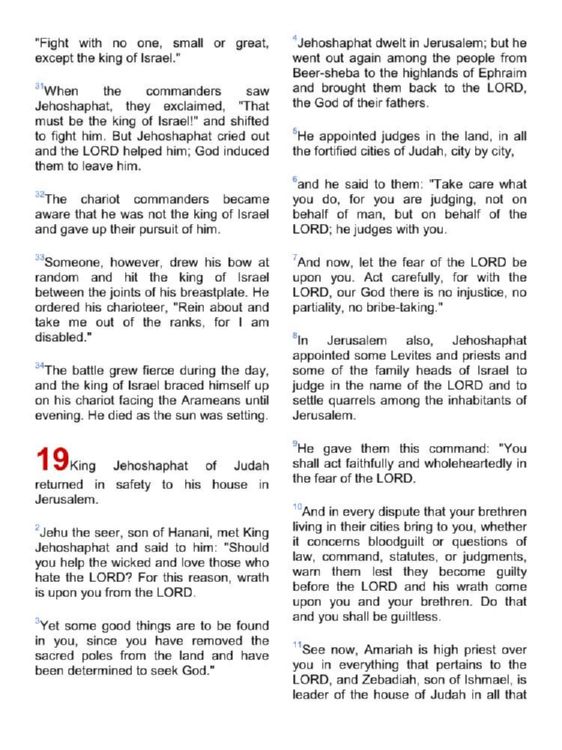 "Fight with no one, small or great,
except the king of Israel."
31When the commanders saw
Jehoshaphat, they exclaimed, "That
must be the king of Israel!" and shifted
to fight him. But Jehoshaphat cried out
and the LORD helped him; God induced
them to leave him.
32The chariot commanders became
aware that he was not the king of Israel
and gave up their pursuit of him.
33Someone, however, drew his bow at
random and hit the king of Israel
between the joints of his breastplate. He
ordered his charioteer, "Rein about and
take me out of the ranks, for I am
disabled."
34The battle grew fierce during the day,
and the king of Israel braced himself up
on his chariot facing the Arameans until
evening. He died as the sun was setting.
19King Jehoshaphat of Judah
returned in safety to his house in
Jerusalem.
2Jehu the seer, son of Hanani, met King
Jehoshaphat and said to him: "Should
you help the wicked and love those who
hate the LORD? For this reason, wrath
is upon you from the LORD.
3Yet some good things are to be found
in you, since you have removed the
sacred poles from the land and have
been determined to seek God."
4Jehoshaphat dwelt in Jerusalem; but he
went out again among the people from
Beer-sheba to the highlands of Ephraim
and brought them back to the LORD,
the God of their fathers.
5He appointed judges in the land, in all
the fortified cities of Judah, city by city,
6and he said to them: "Take care what
you do, for you are judging, not on
behalf of man, but on behalf of the
LORD; he judges with you.
7And now, let the fear of the LORD be
upon you. Act carefully, for with the
LORD, our God there is no injustice, no
partiality, no bribe-taking."
8In Jerusalem also, Jehoshaphat
appointed some Levites and priests and
some of the family heads of Israel to
judge in the name of the LORD and to
settle quarrels among the inhabitants of
Jerusalem.
9He gave them this command: "You
shall act faithfully and wholeheartedly in
the fear of the LORD.
10And in every dispute that your brethren
living in their cities bring to you, whether
it concerns bloodguilt or questions of
law, command, statutes, or judgments,
warn them lest they become guilty
before the LORD and his wrath come
upon you and your brethren. Do that
and you shall be guiltless.
11See now, Amariah is high priest over
you in everything that pertains to the
LORD, and Zebadiah, son of Ishmael, is
leader of the house of Judah in all that